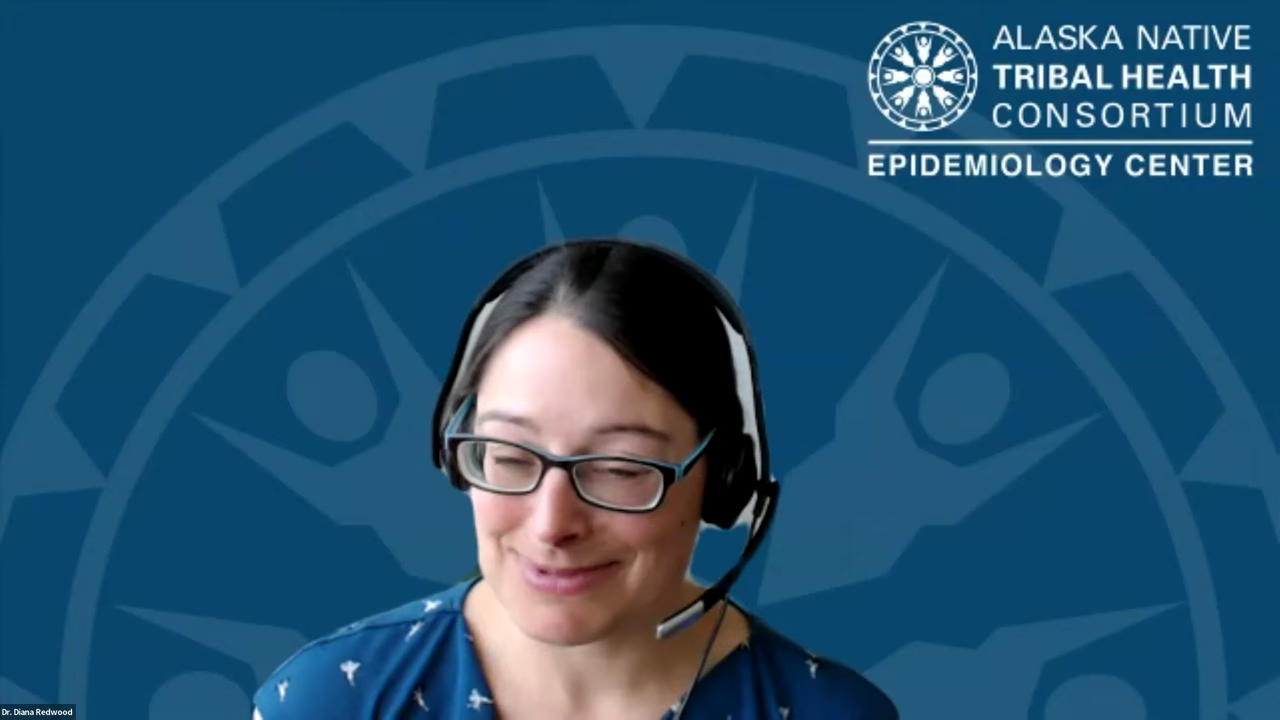 ALASKA NATIVE
TRIBAL HEALTH
CONSORTIUM
EPIDEMIOLOGY CENTER
Dr. Diana Redwood